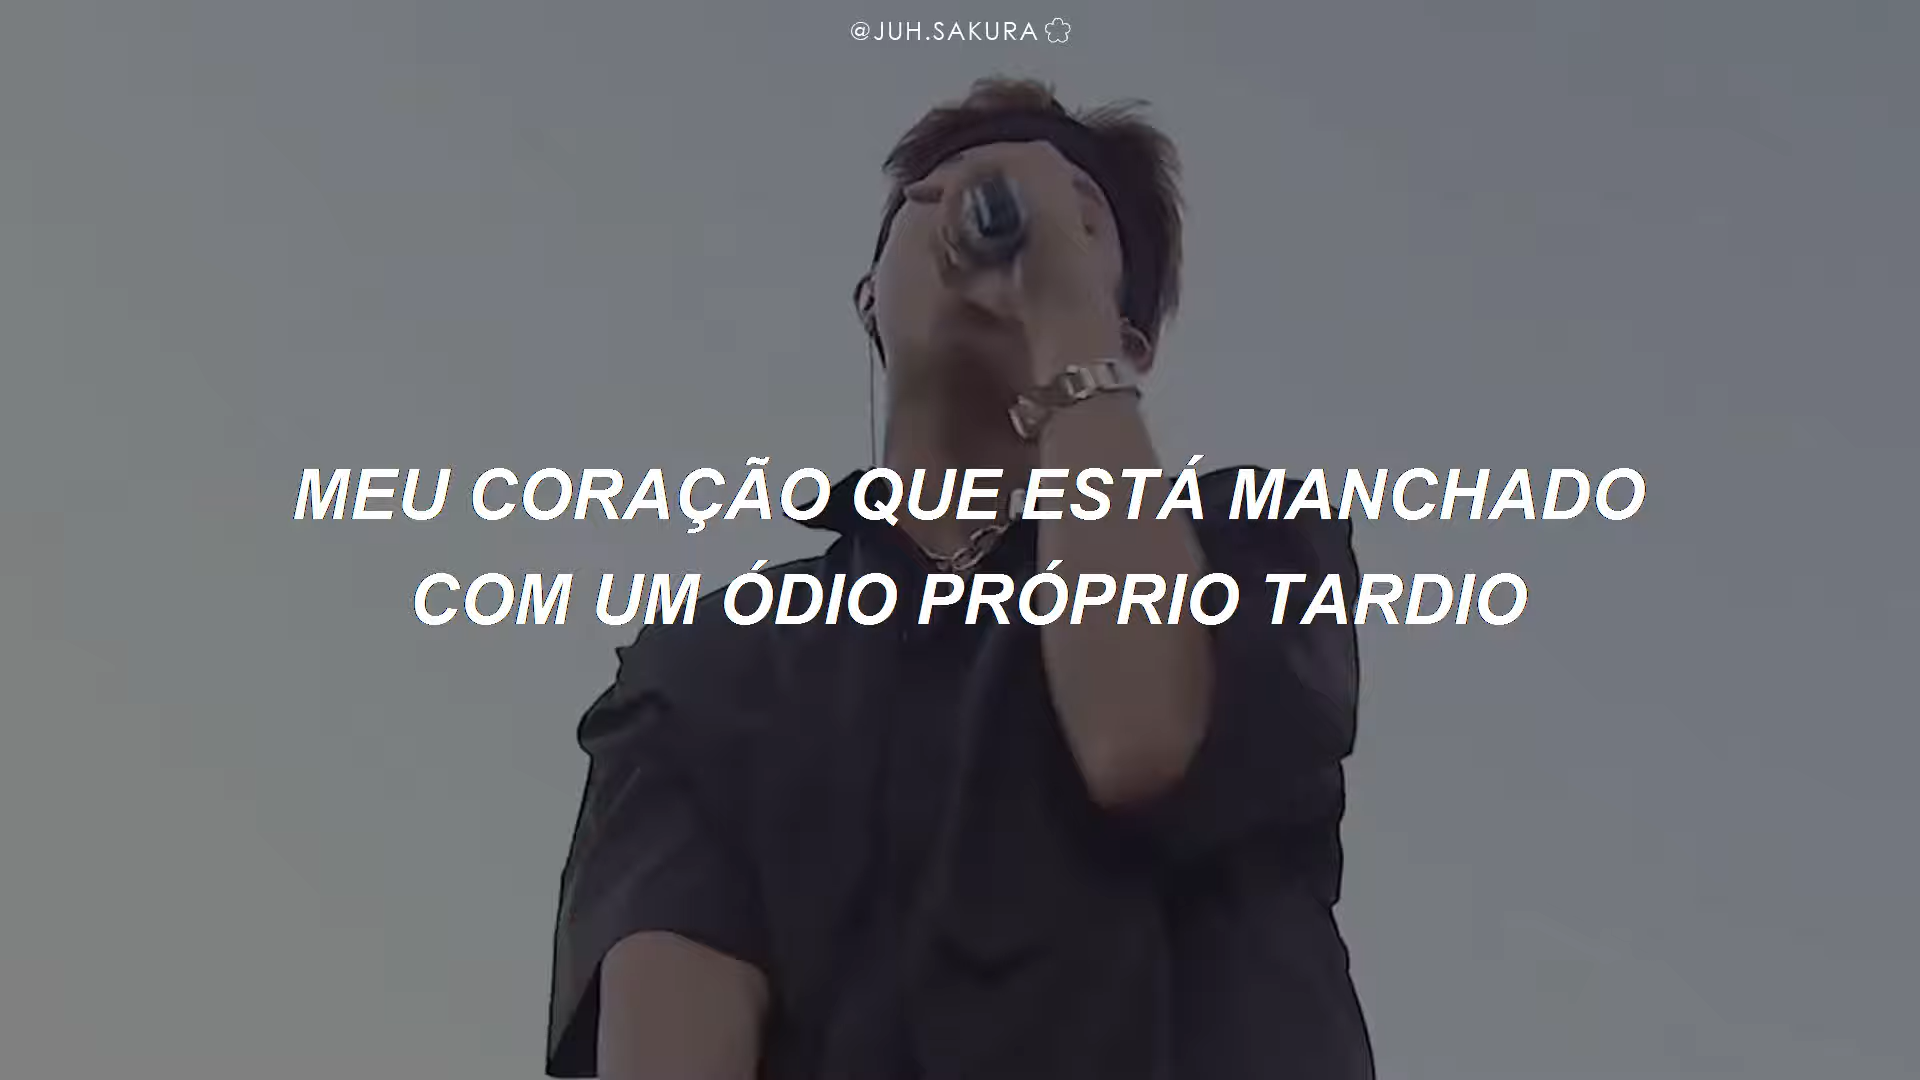 @JUH.SAKURA
MEU CORAÇÃO QUE ESTÁ MANCHADO
COM UM ÓDIO PRÓPRIO TARDIO